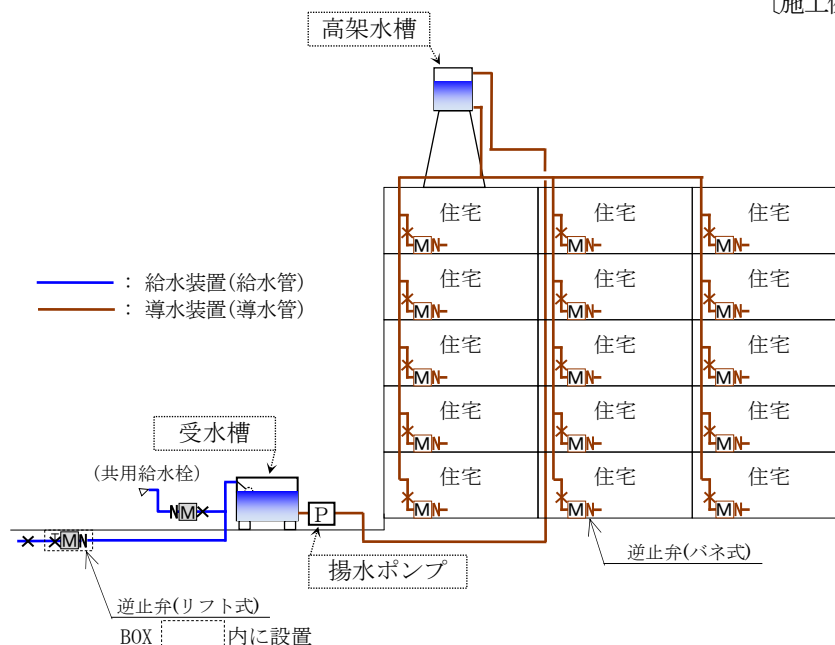 〔施工例
高架水槽
住宅 住宅 住宅
M N M N M N
: 給水装置(給水管)
: 導水装置(導水管)
住宅 住宅 住宅
M N M N M N
住宅 住宅 住宅
M N M N M N
受水槽
住宅 住宅 住宅
M N M N M N
(共用給水栓)
住宅 住宅 住宅
N M P M N M N M N
M N
揚水ポンプ
逆止弁(バネ式)
逆止弁(リフト式)
BOX 内に設置